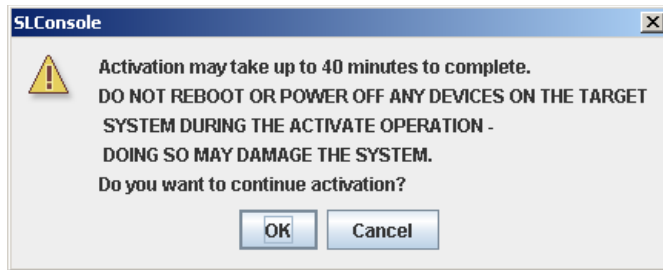 SLConsole
Activation may take up to 40 minutes to complete.
DO NOT REBOOT OR POWER OFF ANY DEVICES ON THE TARGET
SYSTEM DURING THE ACTIVATE OPERATION -
DOING SO MAY DAMAGE THE SYSTEM.
Do you want to continue activation?
OK
Cancel